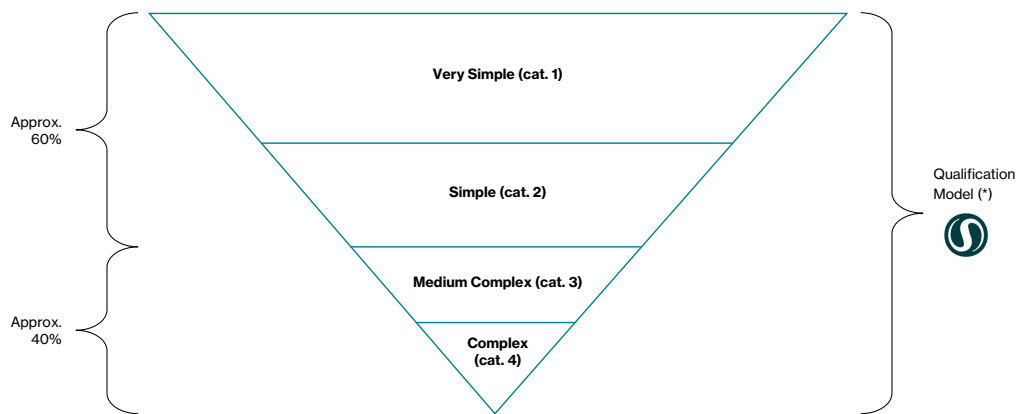 Very Simple (cat. 1)
Approx.
60%
Simple (cat. 2)
Qualification
Model (*)
Medium Complex (cat. 3)
Approx.
40%
Complex
(cat. 4)